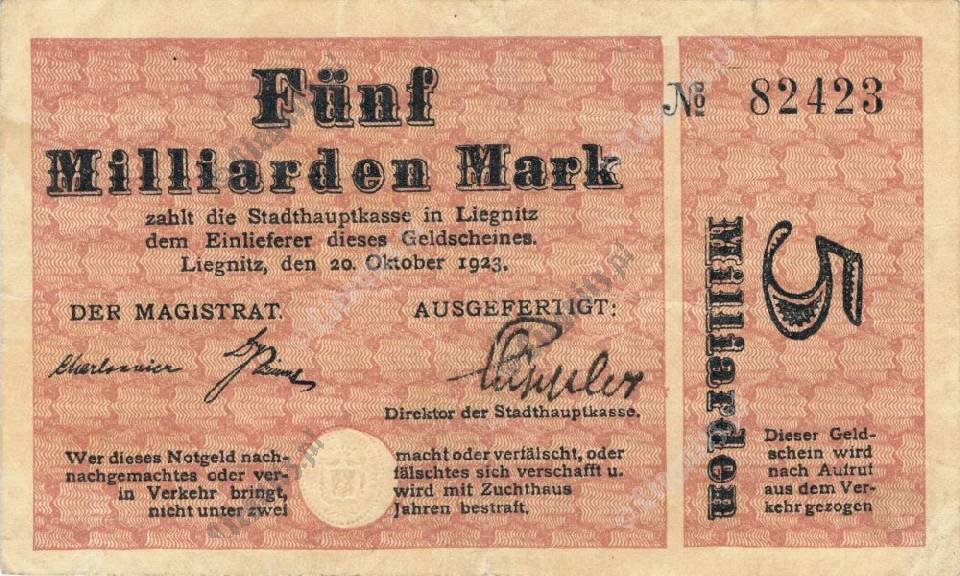 Fünf
Milliarden Mark
zahlt die Stadthauptkasse in Liegnitz
dem Einlieferer dieses Geldscheines.
Liegnitz, den 20. Oktober 1923.
DER MAGISTRAT.
AUSGEFERTIGT:
Direktor der Stadthauptkasse.
Wer dieses Notgeld nach-
nachgemachtes oder ver-
in Verkehr bringt,
nicht unter zwei
macht oder verfälscht, oder
fälschtes sich verschafft u.
wird mit Zuchthaus
Jahren bestraft.
№ 82423
5
Milliarden
Dieser Geld-
schein wird
nach Aufruf
aus dem Ver-
kehr gezogen